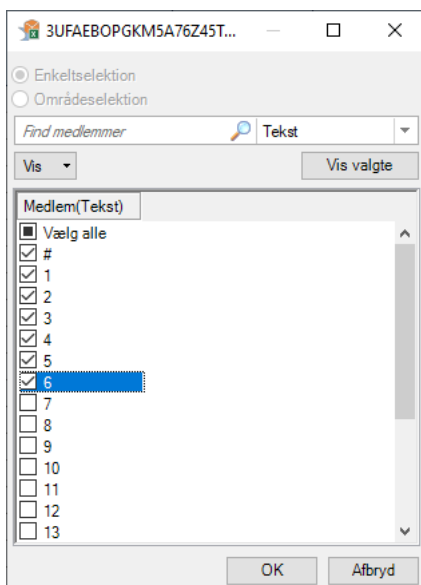 3UFAEBOPGKM5A76Z45T...
Enkeltselektion
Områdeselektion
Find medlemmer Tekst
Vis Vis valgte
Medlem(Tekst)
Vælg alle
#
1
2
3
4
5
6
7
8
9
10
11
12
13
OK Afbryd